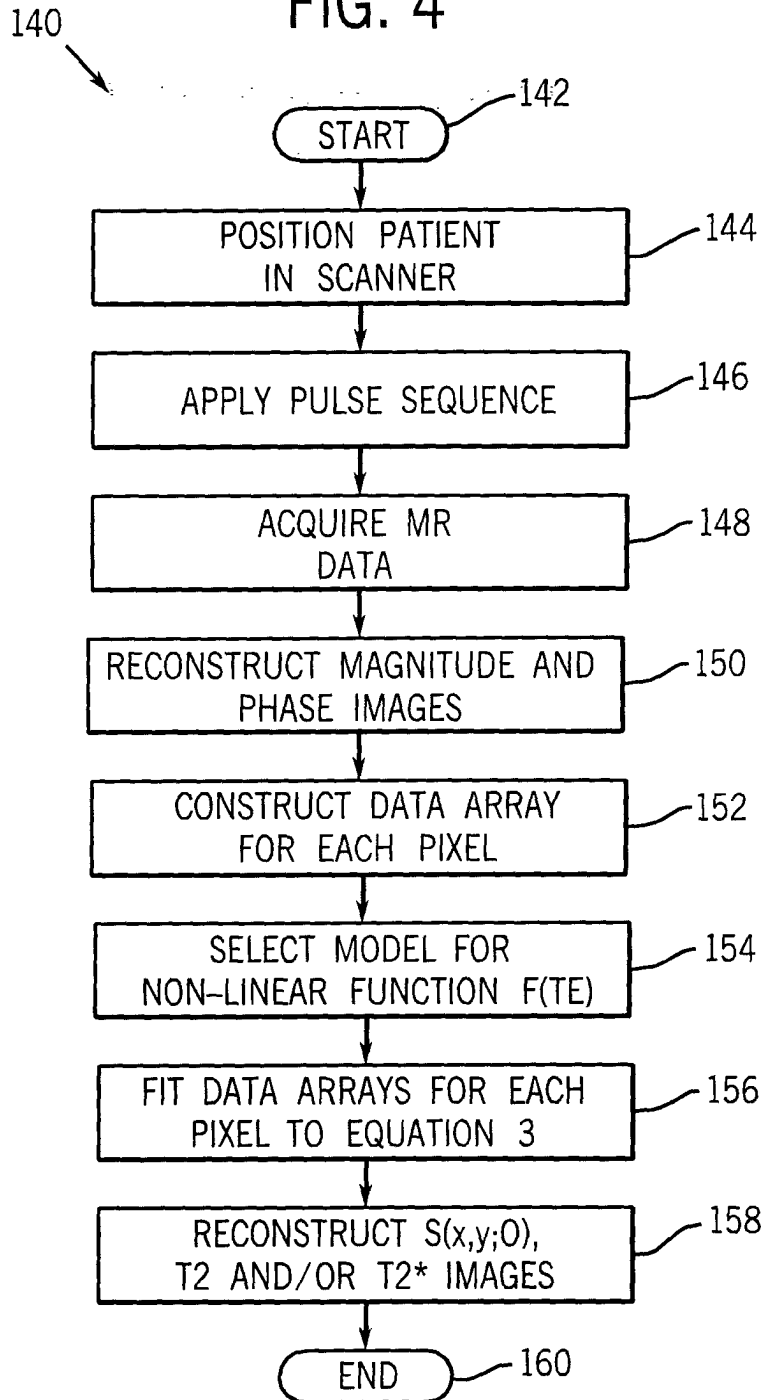 FIG. 4
140
START
142
POSITION PATIENT
IN SCANNER
144
APPLY PULSE SEQUENCE
146
ACQUIRE MR
DATA
148
RECONSTRUCT MAGNITUDE AND
PHASE IMAGES
150
CONSTRUCT DATA ARRAY
FOR EACH PIXEL
152
SELECT MODEL FOR
NON-LINEAR FUNCTION F(TE)
154
FIT DATA ARRAYS FOR EACH
PIXEL TO EQUATION 3
156
RECONSTRUCT S(x,y;0),
T2 AND/OR T2* IMAGES
158
END
160